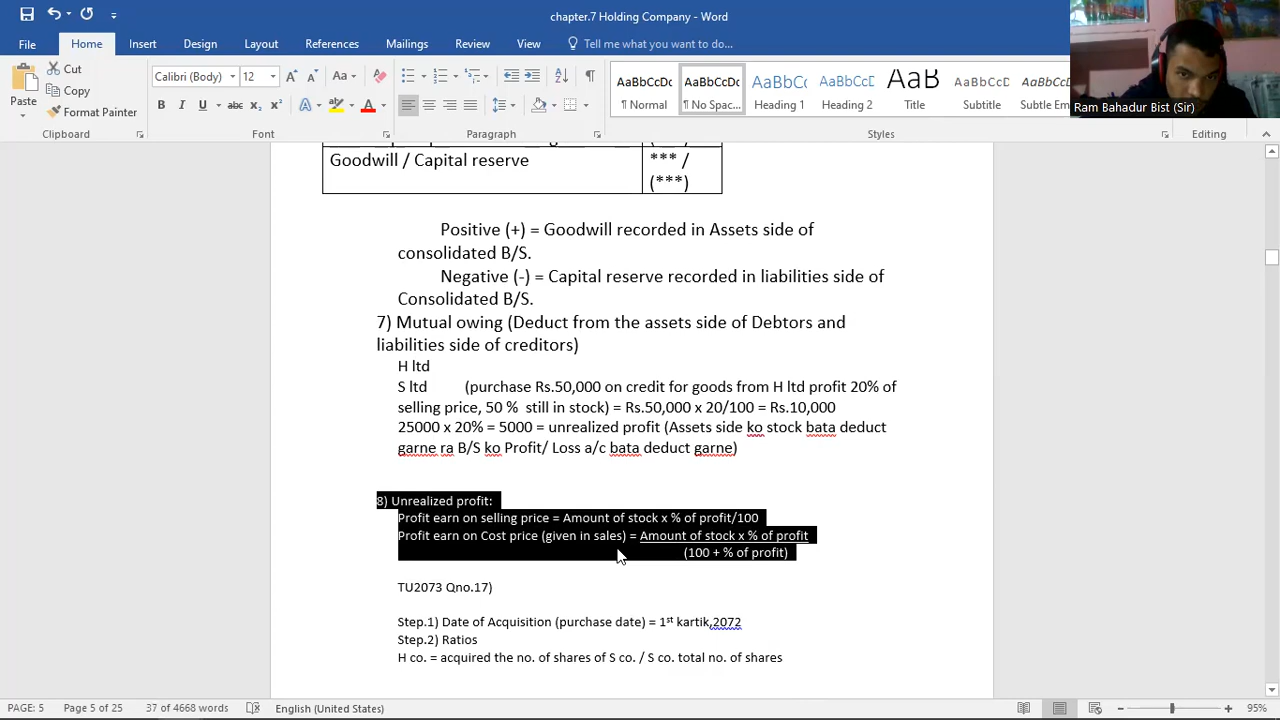 chapter.7 Holding Company - Word
File Home Insert Design Layout References Mailings Review View Tell me what you want to do...
Ram Bahadur Bist (Sir)
Paste
Cut
Copy
Format Painter
Clipboard
Calibri (Body) 12
Font
Paragraph
AaBbCcDc AaBbCcDc AaBbCc AaBbCcD AaB AaBbCcD AaBbCcD
¶ Normal ¶ No Spac... Heading 1 Heading 2 Title Subtitle Subtle Em
Styles
Editing
Goodwill / Capital reserve *** /
(***)
Positive (+) = Goodwill recorded in Assets side of
consolidated B/S.
Negative (-) = Capital reserve recorded in liabilities side of
Consolidated B/S.
7) Mutual owing (Deduct from the assets side of Debtors and
liabilities side of creditors)
H ltd
S ltd (purchase Rs.50,000 on credit for goods from H ltd profit 20% of
selling price, 50 % still in stock) = Rs.50,000 x 20/100 = Rs.10,000
25000 x 20% = 5000 = unrealized profit (Assets side ko stock bata deduct
garne ra B/S ko Profit/ Loss a/c bata deduct garne)
8) Unrealized profit:
Profit earn on selling price = Amount of stock x % of profit/100
Profit earn on Cost price (given in sales) = Amount of stock x % of profit
(100 + % of profit)
TU2073 Qno.17)
Step.1) Date of Acquisition (purchase date) = 1st kartik,2072
Step.2) Ratios
H co. = acquired the no. of shares of S co. / S co. total no. of shares
PAGE: 5 Page 5 of 25 37 of 4668 words English (United States) 95%